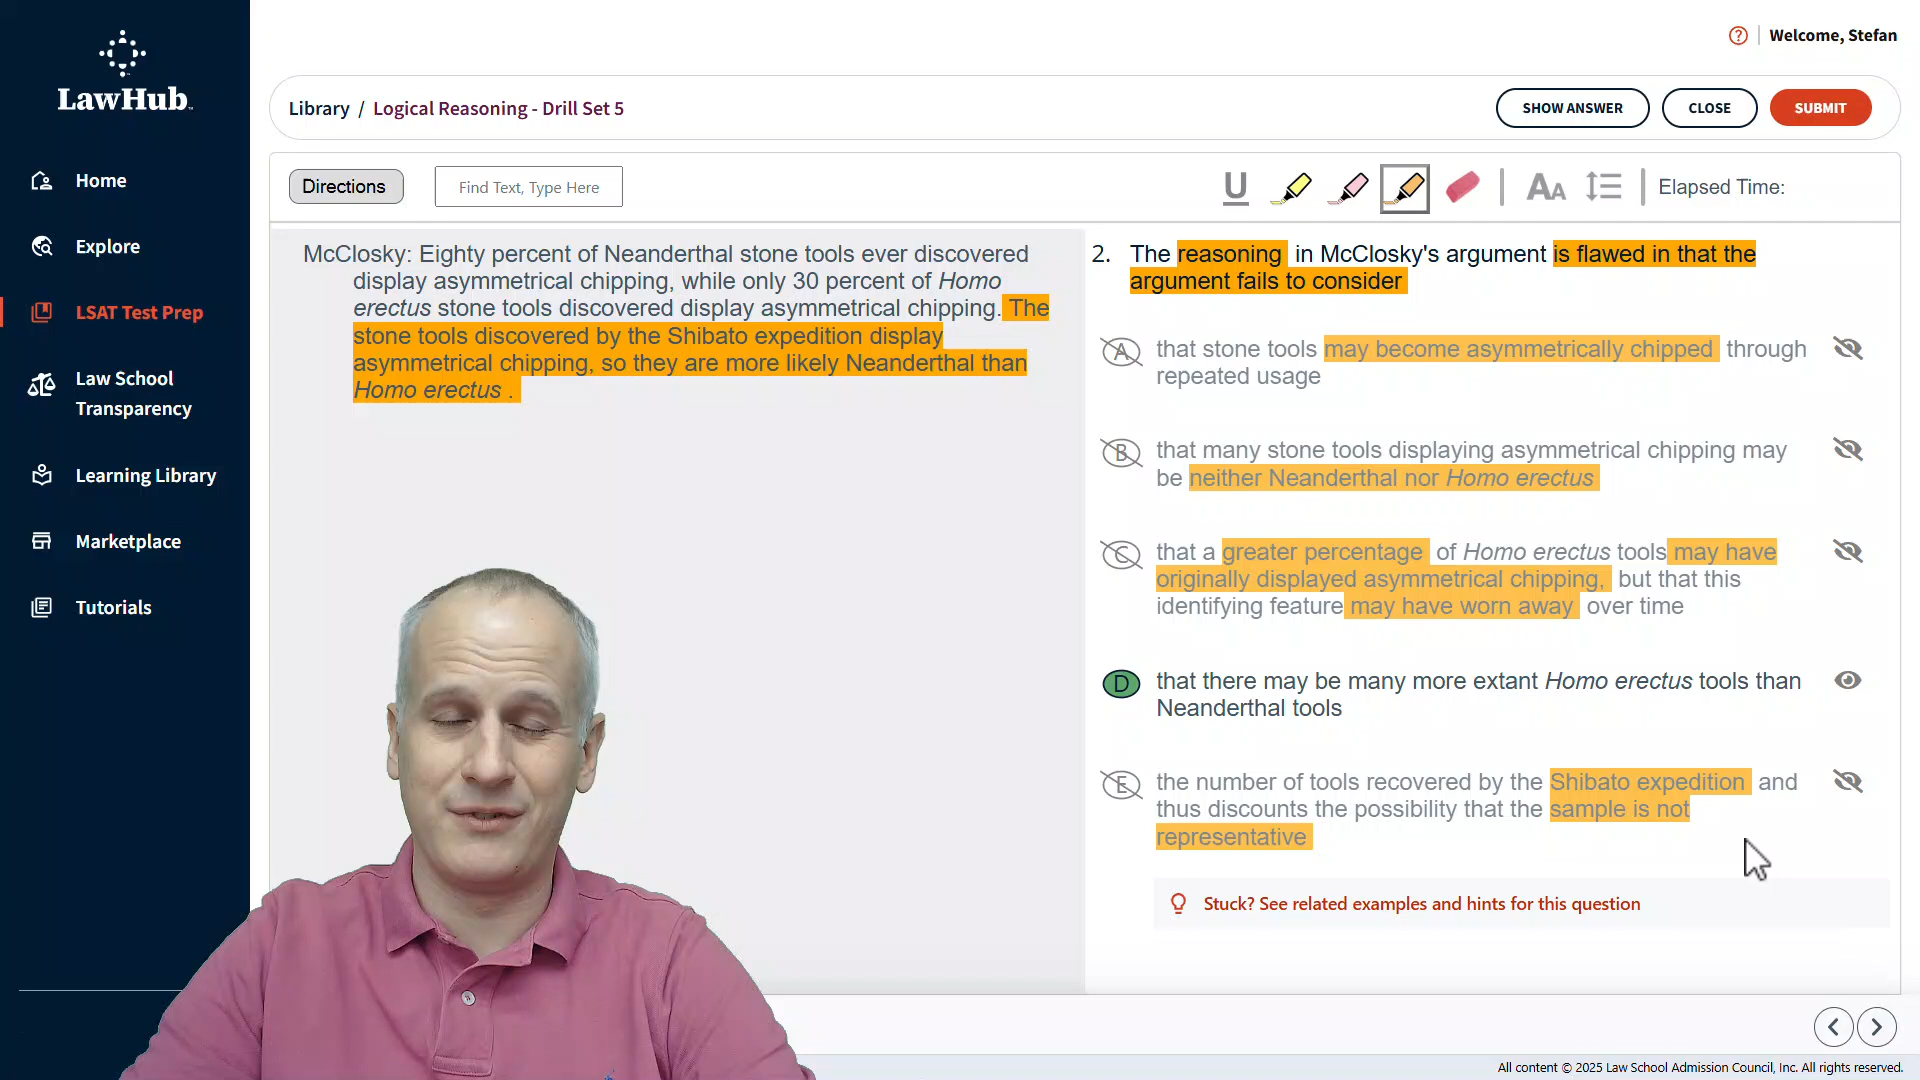 LawHub™
Home
Explore
LSAT Test Prep
Law School
Transparency
Learning Library
Marketplace
Tutorials
Welcome, Stefan
Library / Logical Reasoning - Drill Set 5
SHOW ANSWER
CLOSE
SUBMIT
Directions
Find Text, Type Here
Elapsed Time:
McClosky: Eighty percent of Neanderthal stone tools ever discovered
display asymmetrical chipping, while only 30 percent of Homo
erectus stone tools discovered display asymmetrical chipping. The
stone tools discovered by the Shibato expedition display
asymmetrical chipping, so they are more likely Neanderthal than
Homo erectus .
2. The reasoning in McClosky's argument is flawed in that the
argument fails to consider
A that stone tools may become asymmetrically chipped through
repeated usage
B that many stone tools displaying asymmetrical chipping may
be neither Neanderthal nor Homo erectus
C that a greater percentage of Homo erectus tools may have
originally displayed asymmetrical chipping, but that this
identifying feature may have worn away over time
D that there may be many more extant Homo erectus tools than
Neanderthal tools
E the number of tools recovered by the Shibato expedition and
thus discounts the possibility that the sample is not
representative
Stuck? See related examples and hints for this question
All content © 2025 Law School Admission Council, Inc. All rights reserved.